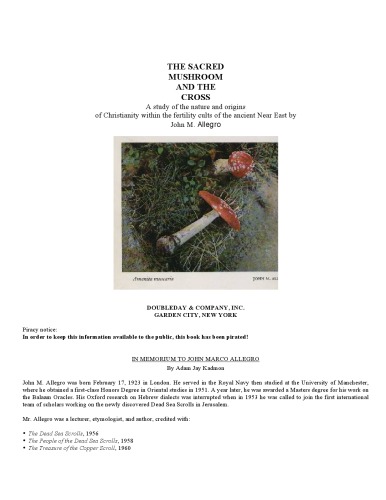 THE SACRED
MUSHROOM
AND THE
CROSS
A study of the nature and origins
of Christianity within the fertility cults of the ancient Near East by
John M. Allegro
Amanita muscaria
JOHN M.
DOUBLEDAY & COMPANY, INC.
GARDEN CITY, NEW YORK
Piracy notice:
In order to keep this information available to the public, this book has been pirated!
IN MEMORIUM TO JOHN MARCO ALLEGRO
By Adam Jay Kadmon
John M. Allegro was born February 17, 1923 in London. He served in the Royal Navy then studied at the University of Manchester,
where he obtained a first-class Honors Degree in Oriental studies in 1951. A year later, he was awarded a Masters degree for his work on
the Balaam Oracles. His Oxford research on Hebrew dialects was interrupted when in 1953 he was called to join the first international
team of scholars working on the newly discovered Dead Sea Scrolls in Jerusalem.
Mr. Allegro was a lecturer, etymologist, and author, credited with:
• The Dead Sea Scrolls, 1956
• The People of the Dead Sea Scrolls, 1958
• The Treasure of the Copper Scroll, 1960